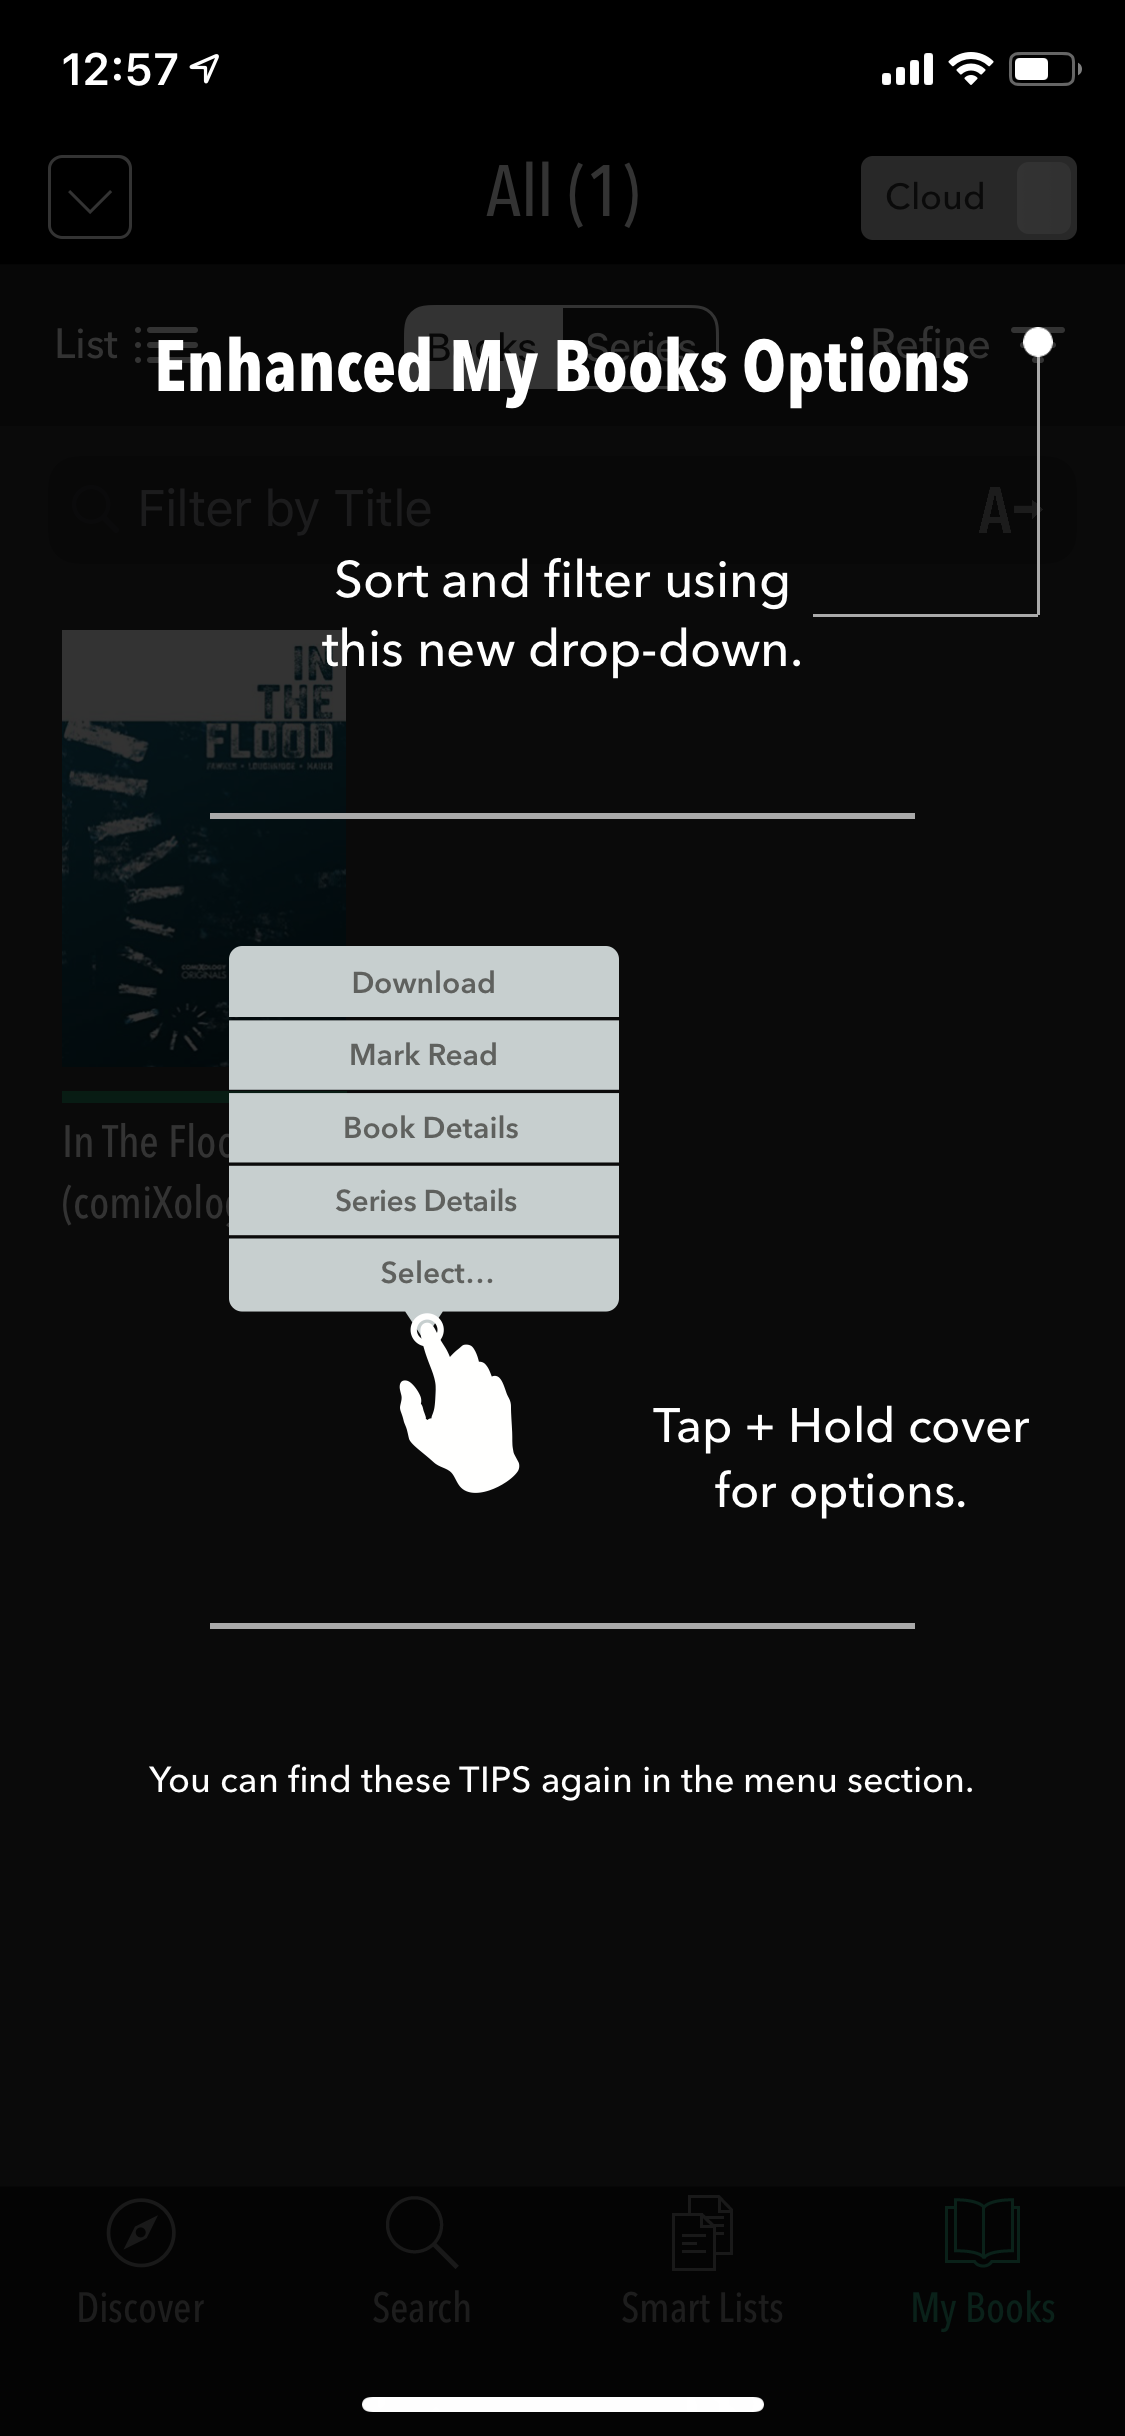 12:57
All (1)
Cloud
List
Books
Series
Refine
Enhanced My Books Options
Filter by Title
A
Sort and filter using
this new drop-down.
IN
THE
FLOOD
COMIXOLOGY
ORIGINALS
Download
Mark Read
Book Details
Series Details
Select...
In The Floo
(comiXolog
Tap + Hold cover
for options.
You can find these TIPS again in the menu section.
Discover
Search
Smart Lists
My Books